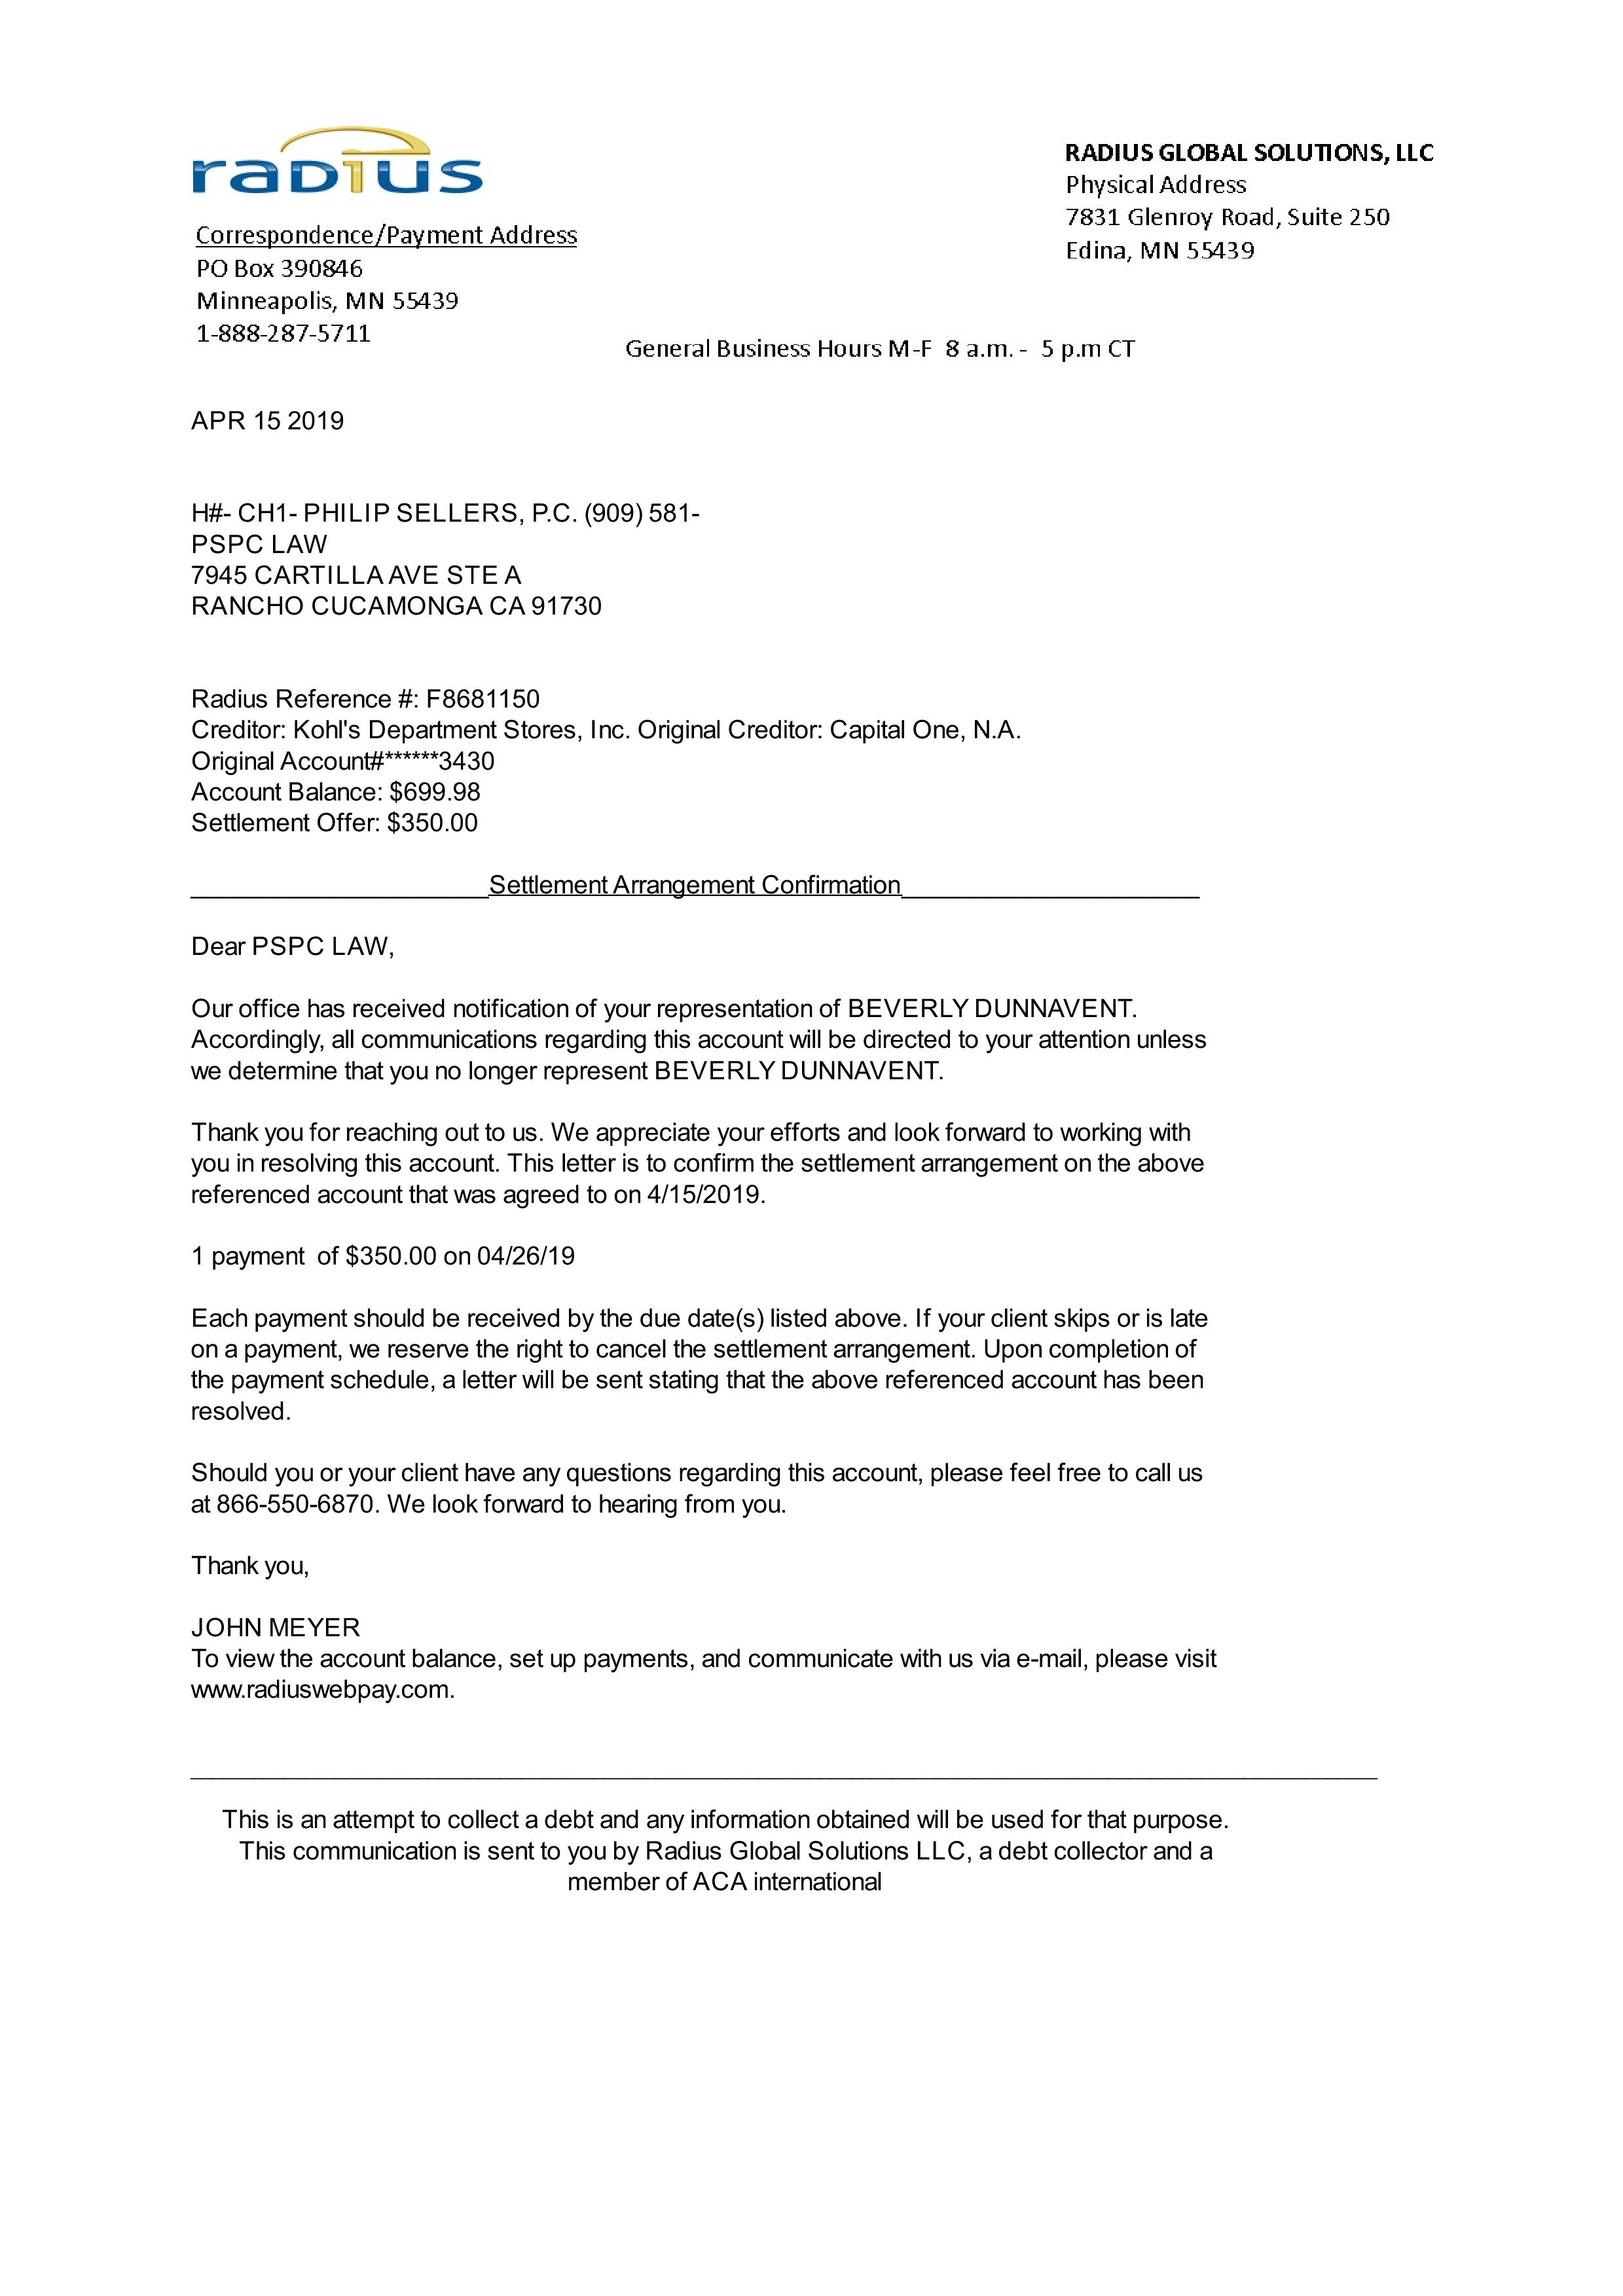 radius
RADIUS GLOBAL SOLUTIONS, LLC
Physical Address
7831 Glenroy Road, Suite 250
Edina, MN 55439
Correspondence/Payment Address
PO Box 390846
Minneapolis, MN 55439
1-888-287-5711
General Business Hours M-F  8 a.m. -  5 p.m CT
APR 15 2019
H#- CH1- PHILIP SELLERS, P.C. (909) 581-
PSPC LAW
7945 CARTILLA AVE STE A
RANCHO CUCAMONGA CA 91730
Radius Reference #: F8681150
Creditor: Kohl's Department Stores, Inc. Original Creditor: Capital One, N.A.
Original Account#******3430
Account Balance: $699.98
Settlement Offer: $350.00
Settlement Arrangement Confirmation
Dear PSPC LAW,
Our office has received notification of your representation of BEVERLY DUNNAVENT.
Accordingly, all communications regarding this account will be directed to your attention unless
we determine that you no longer represent BEVERLY DUNNAVENT.
Thank you for reaching out to us. We appreciate your efforts and look forward to working with
you in resolving this account. This letter is to confirm the settlement arrangement on the above
referenced account that was agreed to on 4/15/2019.
1 payment  of $350.00 on 04/26/19
Each payment should be received by the due date(s) listed above. If your client skips or is late
on a payment, we reserve the right to cancel the settlement arrangement. Upon completion of
the payment schedule, a letter will be sent stating that the above referenced account has been
resolved.
Should you or your client have any questions regarding this account, please feel free to call us
at 866-550-6870. We look forward to hearing from you.
Thank you,
JOHN MEYER
To view the account balance, set up payments, and communicate with us via e-mail, please visit
www.radiuswebpay.com.
This is an attempt to collect a debt and any information obtained will be used for that purpose.
This communication is sent to you by Radius Global Solutions LLC, a debt collector and a
member of ACA international